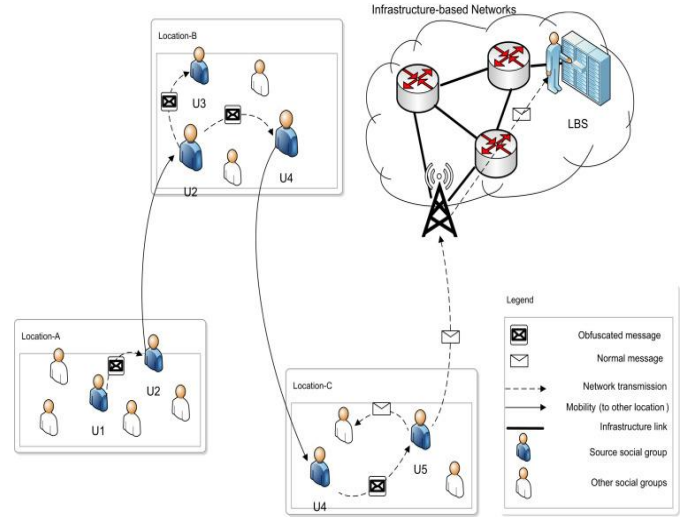 Infrastructure-based Networks
LBS
Location-B
U3
U2
U4
Location-A
U1
U2
Location-C
U4
U5
Legend
Obfuscated message
Normal message
Network transmission
Mobility (to other location )
Infrastructure link
Source social group
Other social groups